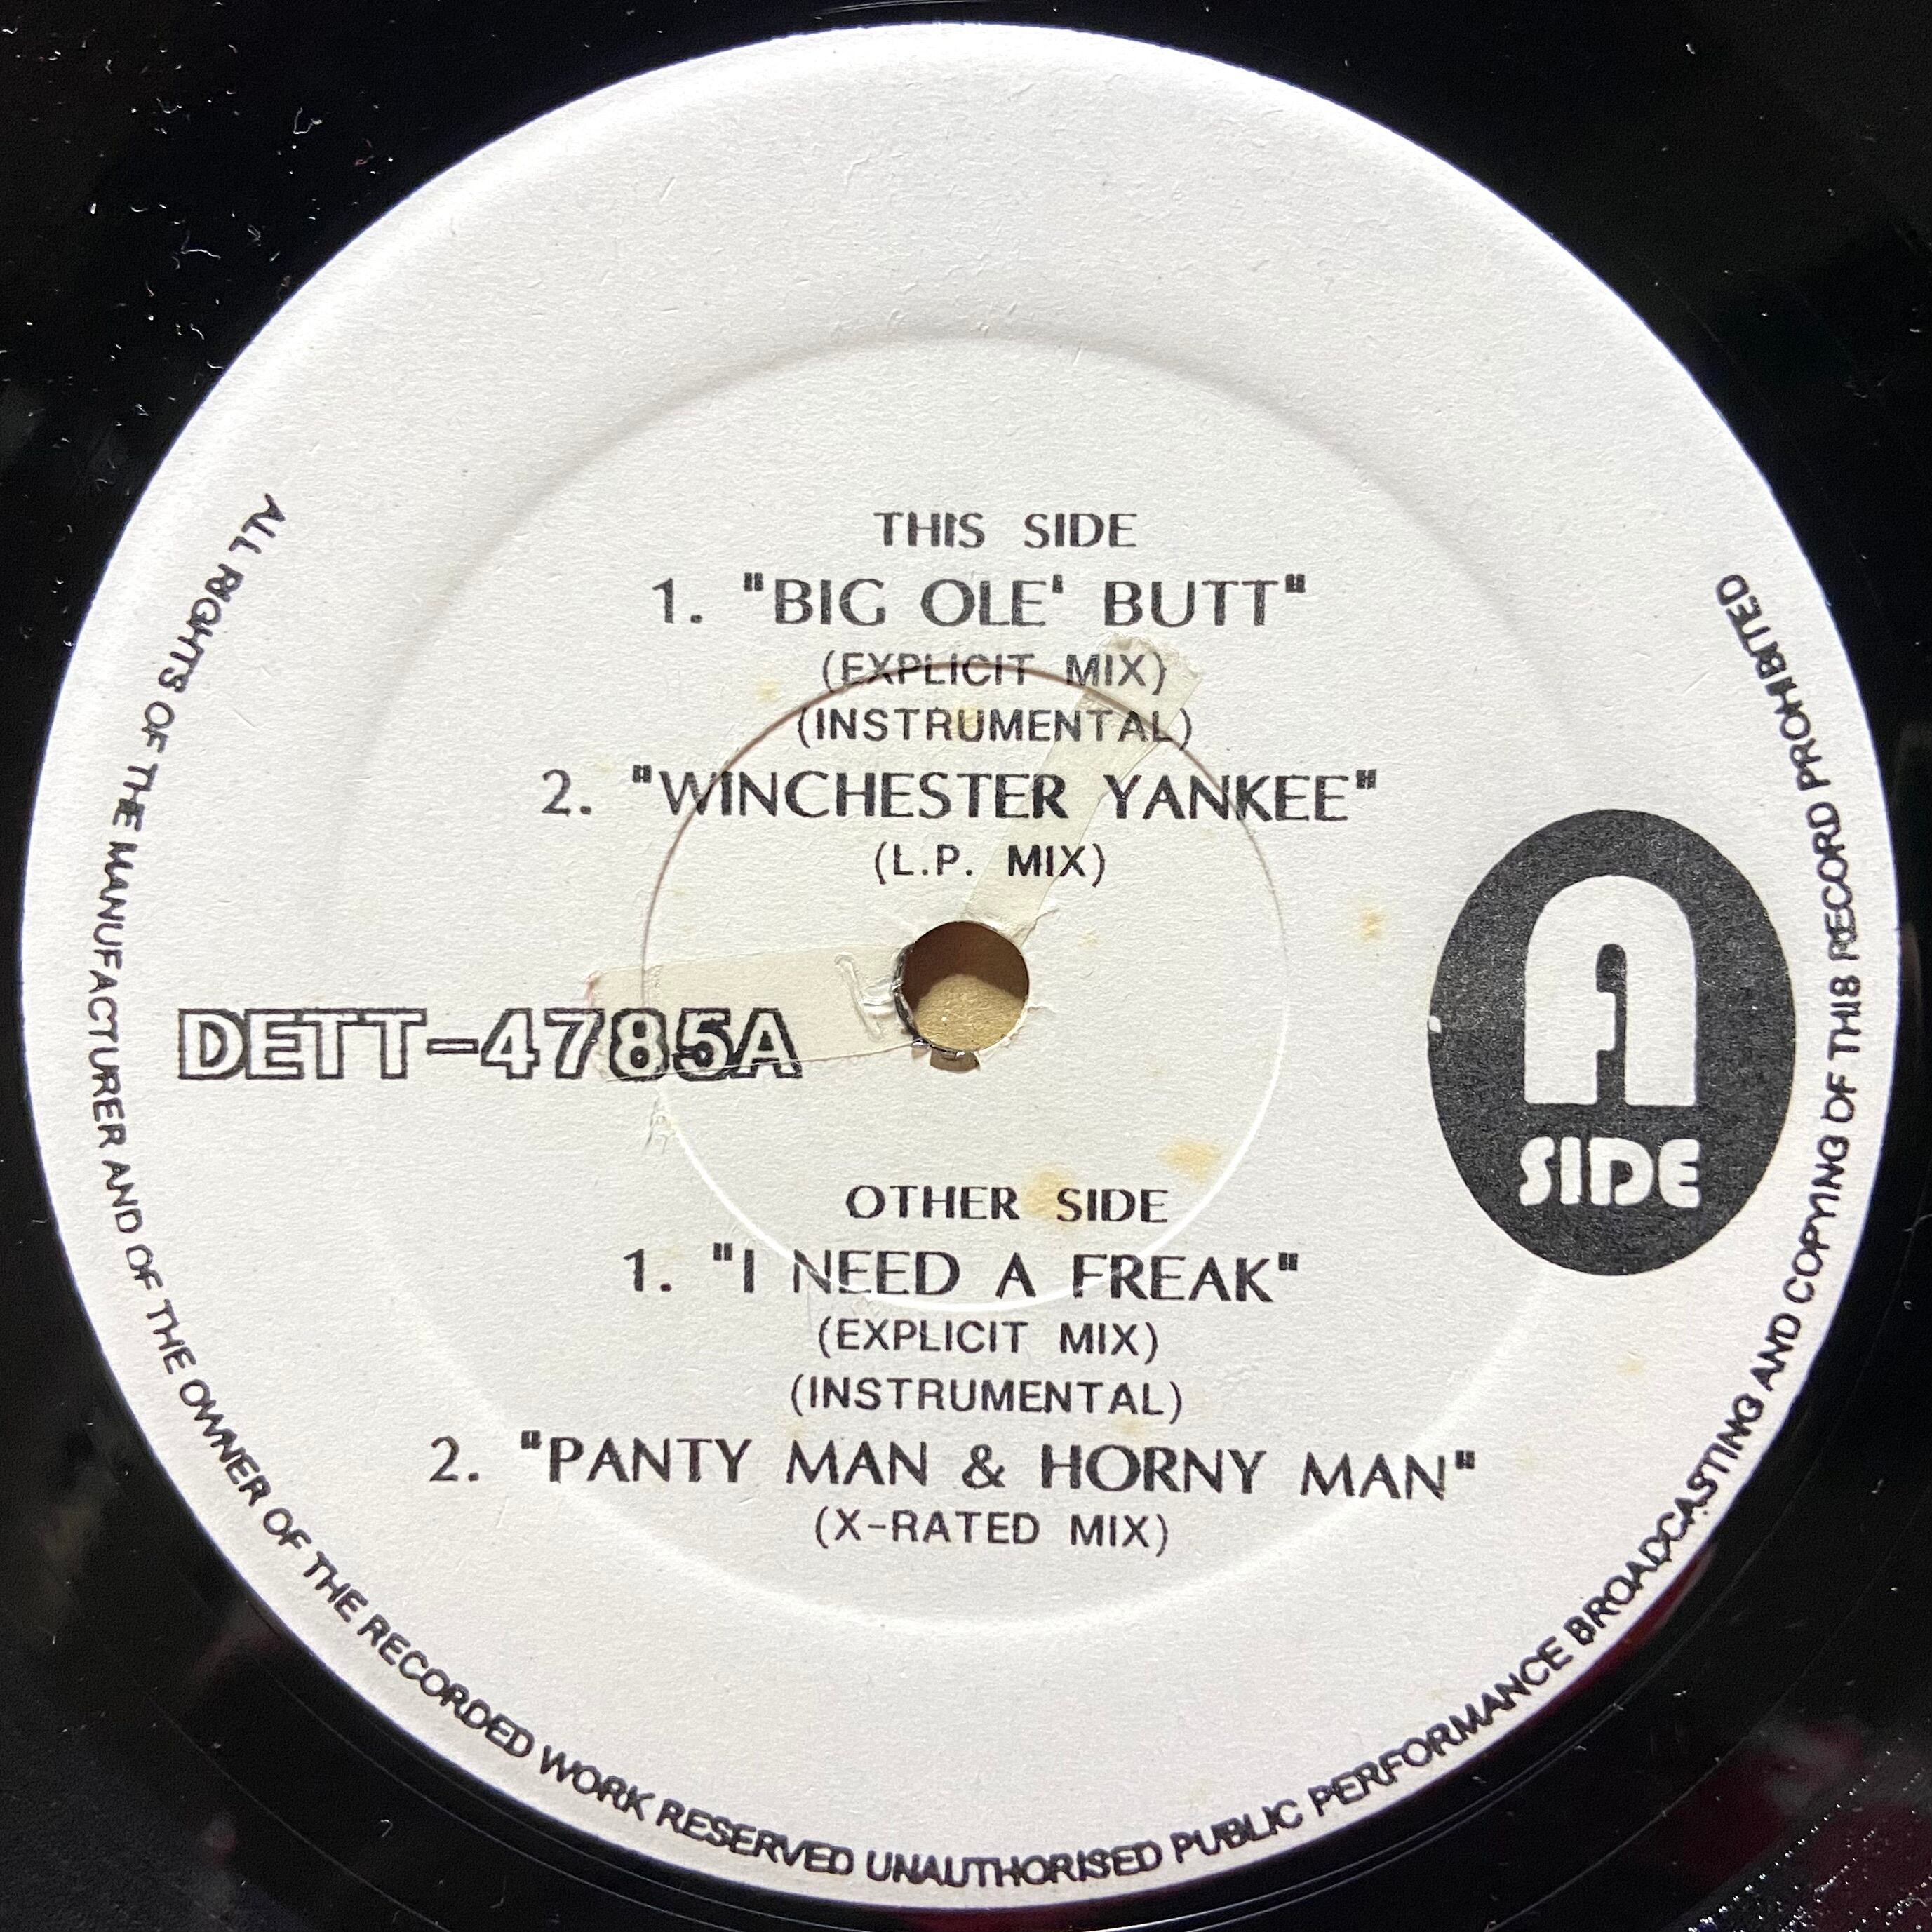 THIS SIDE
1. "BIG OLE' BUTT"
(EXPLICIT MIX)
(INSTRUMENTAL)
2. "WINCHESTER YANKEE"
(L.P. MIX)
DETT-4785A
A
SIDE
OTHER SIDE
1. "I NEED A FREAK"
(EXPLICIT MIX)
(INSTRUMENTAL)
2. "PANTY MAN & HORNY MAN"
(X-RATED MIX)
ALL RIGHTS OF THE MANUFACTURER AND OF THE OWNER OF THE RECORDED WORK RESERVED UNAUTHORISED PUBLIC PERFORMANCE BROADCASTING AND COPYING OF THIS RECORD PROHIBITED